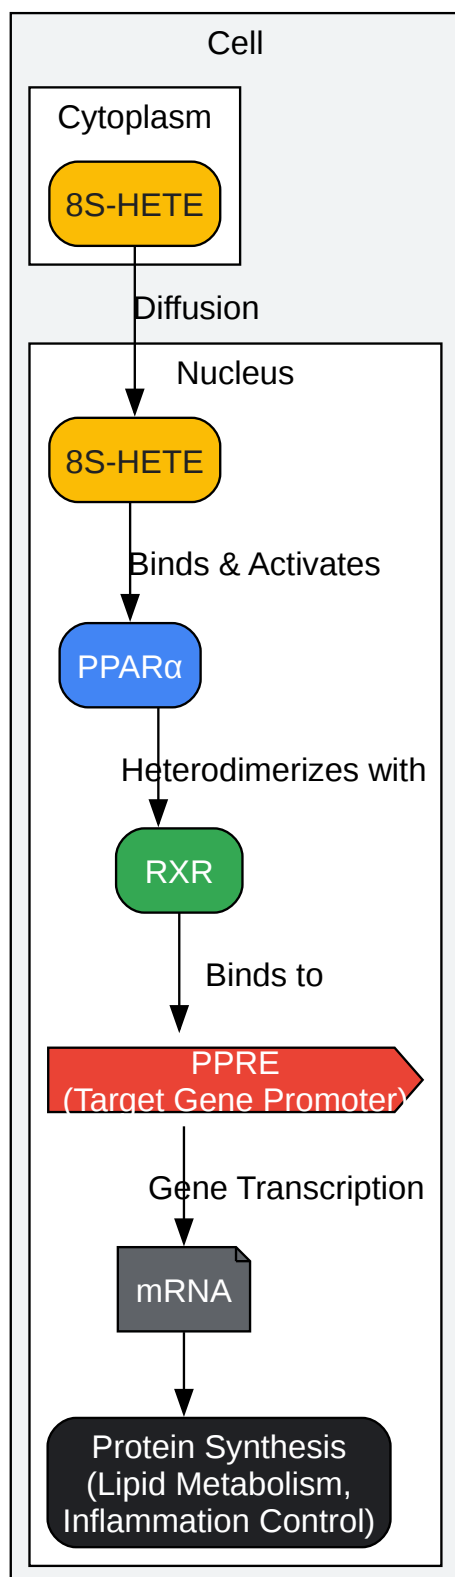 Cell
Cytoplasm
8S-HETE
Diffusion
Nucleus
8S-HETE
Binds & Activates
PPARα
Heterodimerizes with
RXR
Binds to
PPRE
(Target Gene Promoter)
Gene Transcription
mRNA
Protein Synthesis
(Lipid Metabolism,
Inflammation Control)